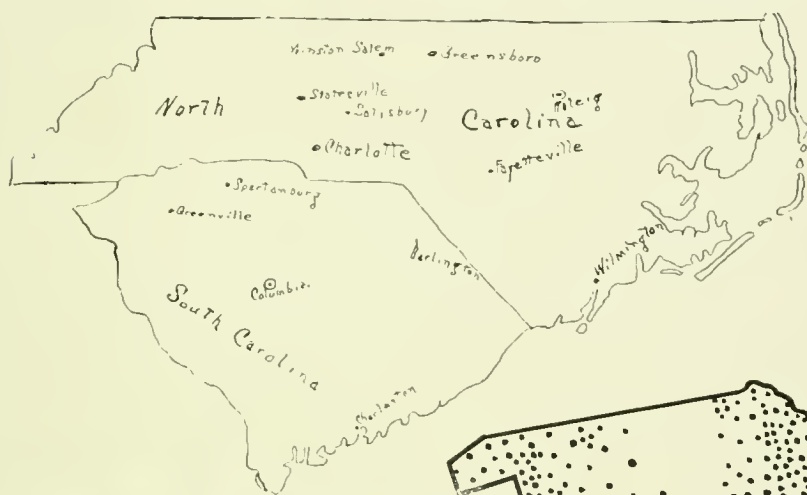 Winston Salem
Greensboro
Statesville
Salisbury
North
Carolina
Charlotte
Fayetteville
Spartanburg
Greenville
Darlington
Wilmington
Columbia
South Carolina
Charleston